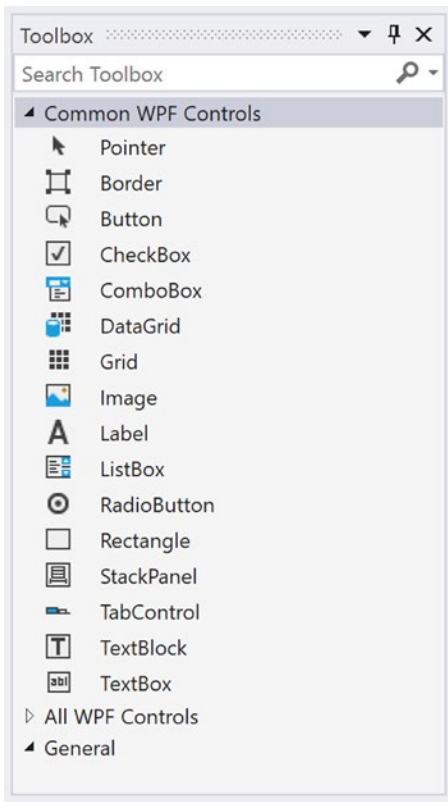 Toolbox
Search Toolbox
Common WPF Controls
Pointer
Border
Button
CheckBox
ComboBox
DataGrid
Grid
Image
A Label
ListBox
RadioButton
Rectangle
StackPanel
TabControl
T TextBlock
abl TextBox
All WPF Controls
General